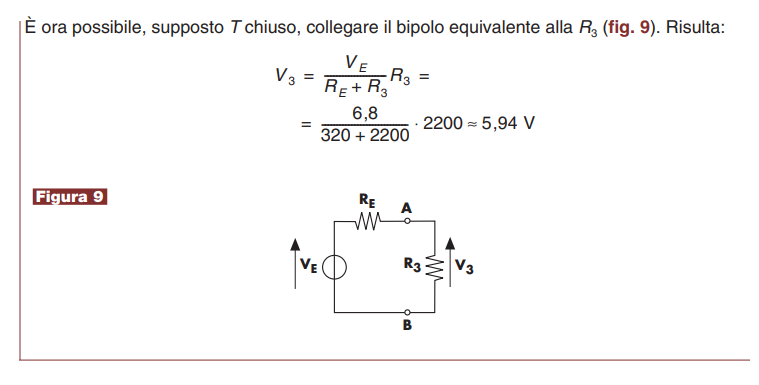 È ora possibile, supposto T chiuso, collegare il bipolo equivalente alla R3 (fig. 9). Risulta:
V3 = VE / (RE + R3) R3 =
= 6,8 / (320 + 2200) · 2200 ≈ 5,94 V
Figura 9
RE
A
VE
R3
V3
B